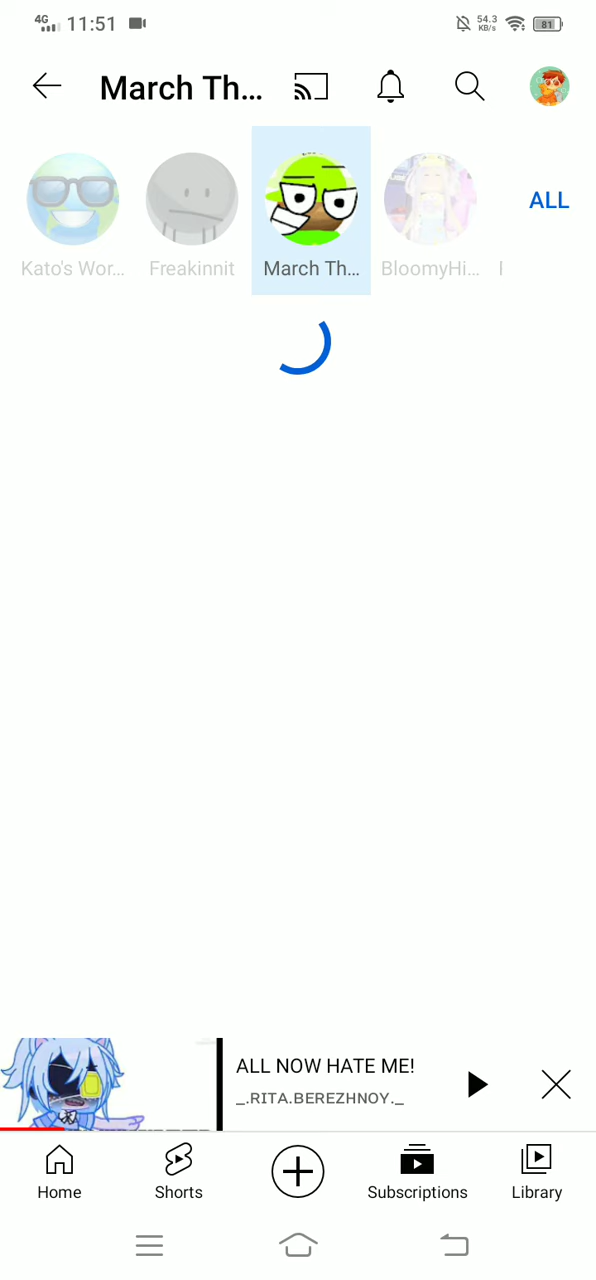 4G 11:51 54.3 KB/s 81
March Th...
Kato's Wor... Freakinnit March Th... BloomyHi... ALL
ALL NOW HATE ME!
_.RITA.BEREZHNOY._
Home Shorts Subscriptions Library